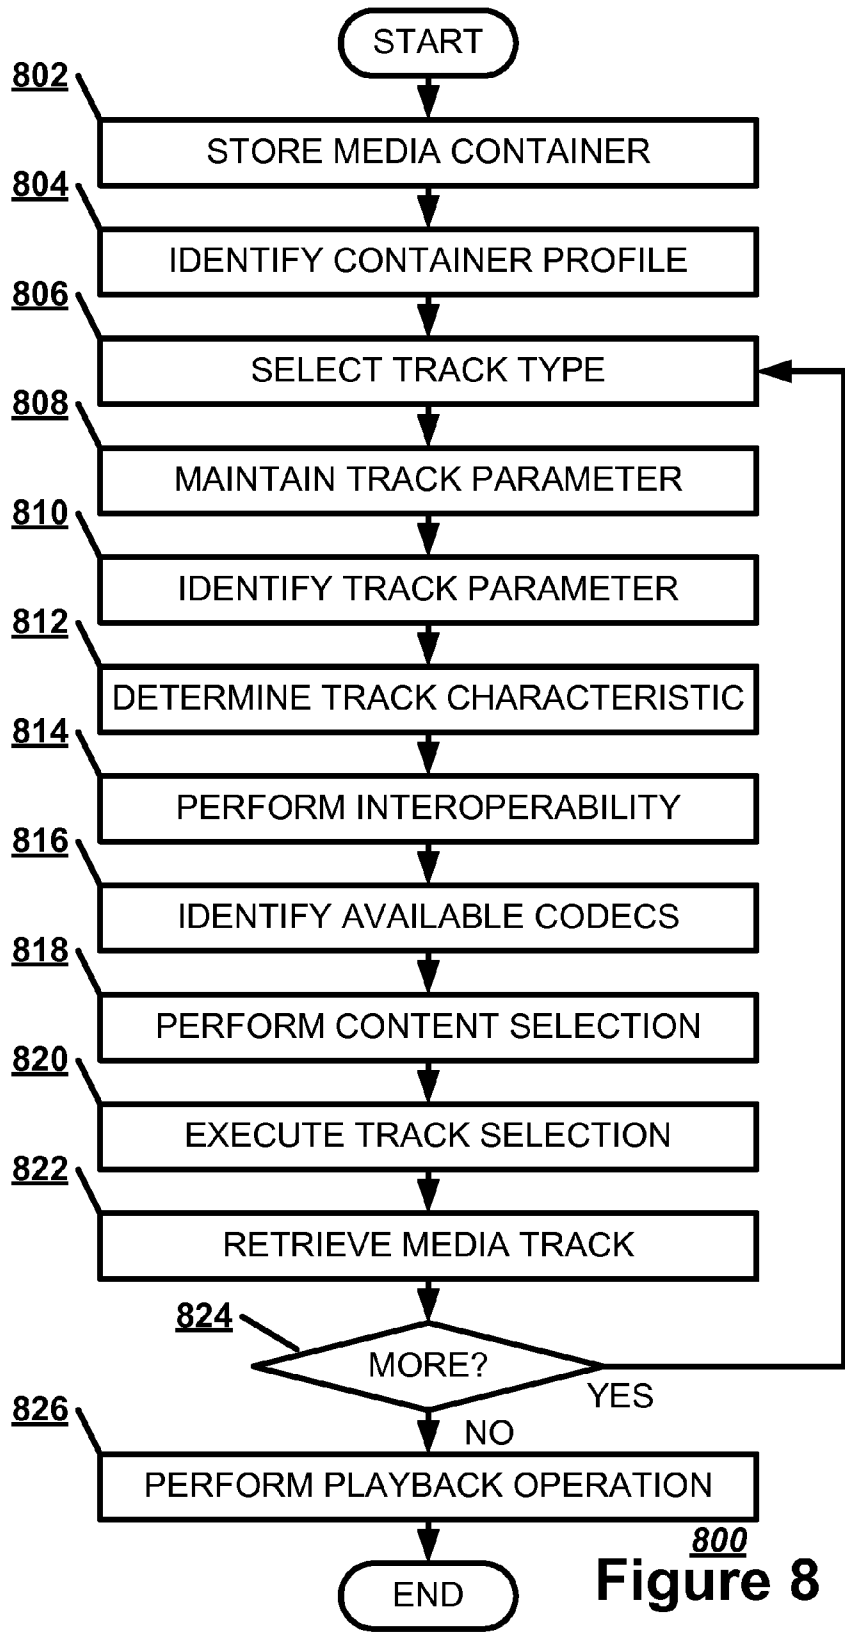 START
802
STORE MEDIA CONTAINER
804
IDENTIFY CONTAINER PROFILE
806
SELECT TRACK TYPE
808
MAINTAIN TRACK PARAMETER
810
IDENTIFY TRACK PARAMETER
812
DETERMINE TRACK CHARACTERISTIC
814
PERFORM INTEROPERABILITY
816
IDENTIFY AVAILABLE CODECS
818
PERFORM CONTENT SELECTION
820
EXECUTE TRACK SELECTION
822
RETRIEVE MEDIA TRACK
824
MORE?
YES
NO
826
PERFORM PLAYBACK OPERATION
800
END
Figure 8